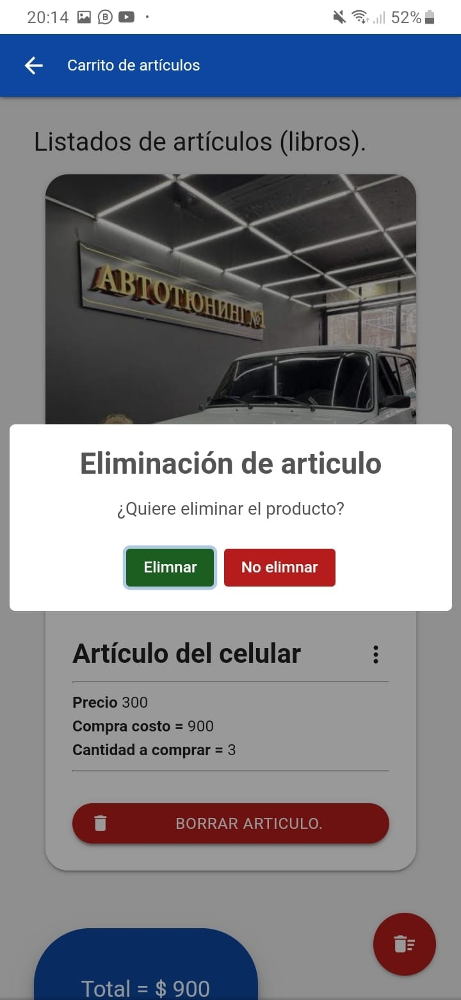 20:14
52%
Carrito de artículos
Listados de artículos (libros).
АВТОТЮНИНГ №1
Eliminación de articulo
¿Quiere eliminar el producto?
Elimnar
No elimnar
Artículo del celular
Precio 300
Compra costo = 900
Cantidad a comprar = 3
BORRAR ARTICULO.
Total = $ 900